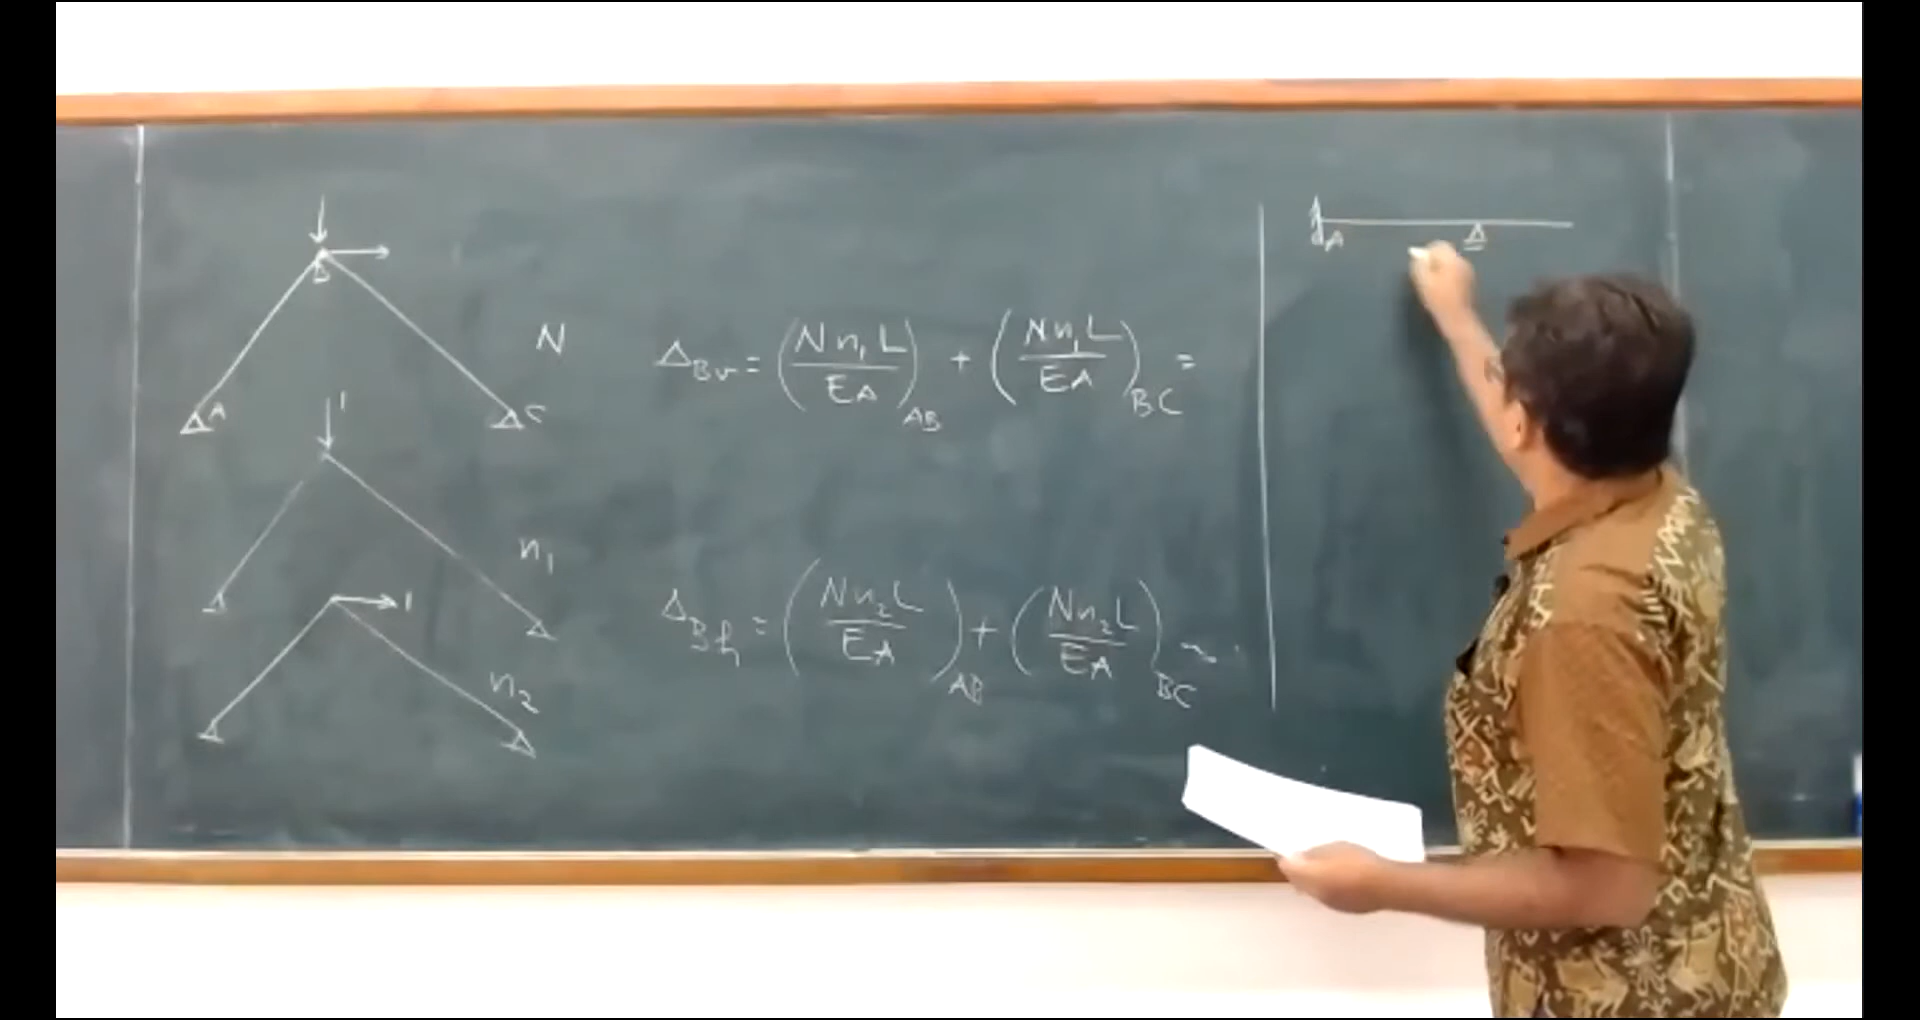 B
A
C
N
Δ_Bv = (N n₁ L / EA)_AB + (N n₁ L / EA)_BC =
1
n₁
1
n₂
Δ_Bh = (N n₂ L / EA)_AB + (N n₂ L / EA)_BC =
A